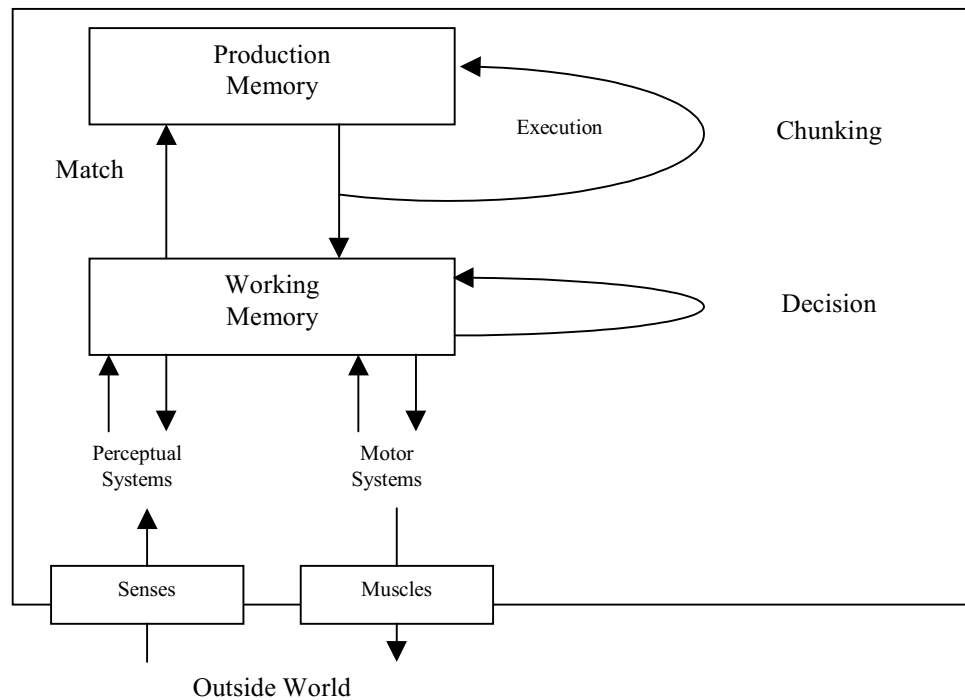 Production
Memory
Execution
Chunking
Match
Working
Memory
Decision
Perceptual
Systems
Motor
Systems
Senses
Muscles
Outside World